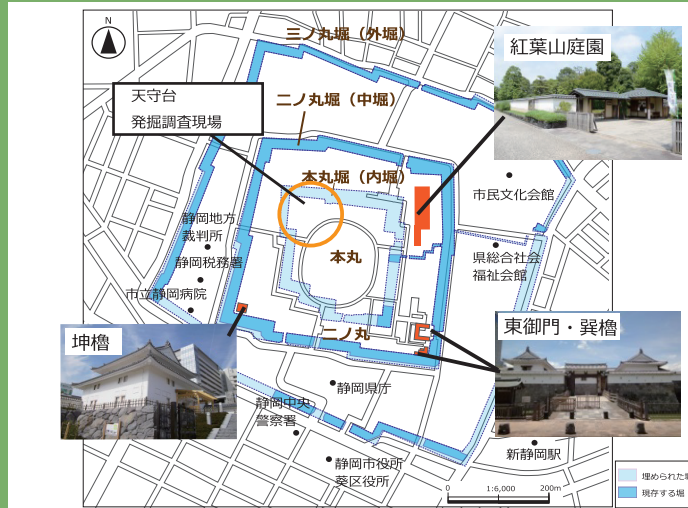 N
三ノ丸堀（外堀）
紅葉山庭園
天守台
発掘調査現場
二ノ丸堀（中堀）
本丸堀（内堀）
市民文化会館
静岡地方
裁判所
静岡税務署
市立静岡病院
本丸
県総合社会
福祉会館
坤櫓
二ノ丸
東御門・巽櫓
静岡県庁
静岡中央
警察署
静岡市役所
葵区役所
新静岡駅
0 1:6,000 200m
埋められた
現存する堀